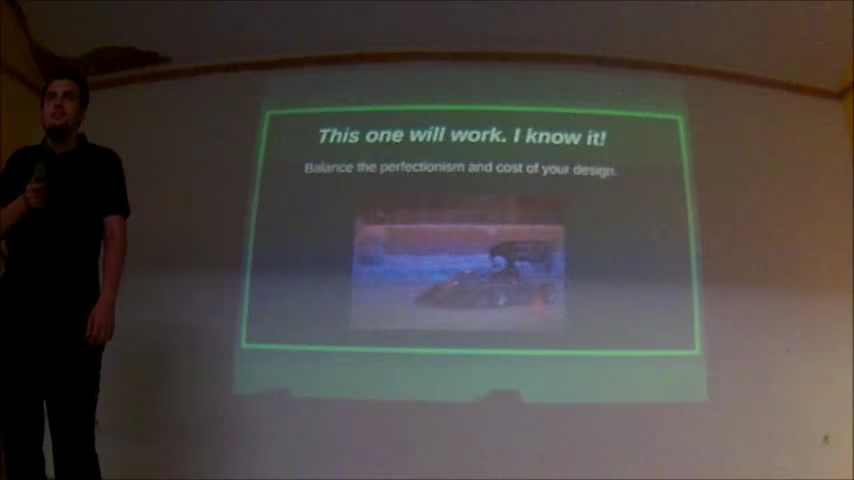 This one will work. I know it!
Balance the perfectionism and cost of your design.